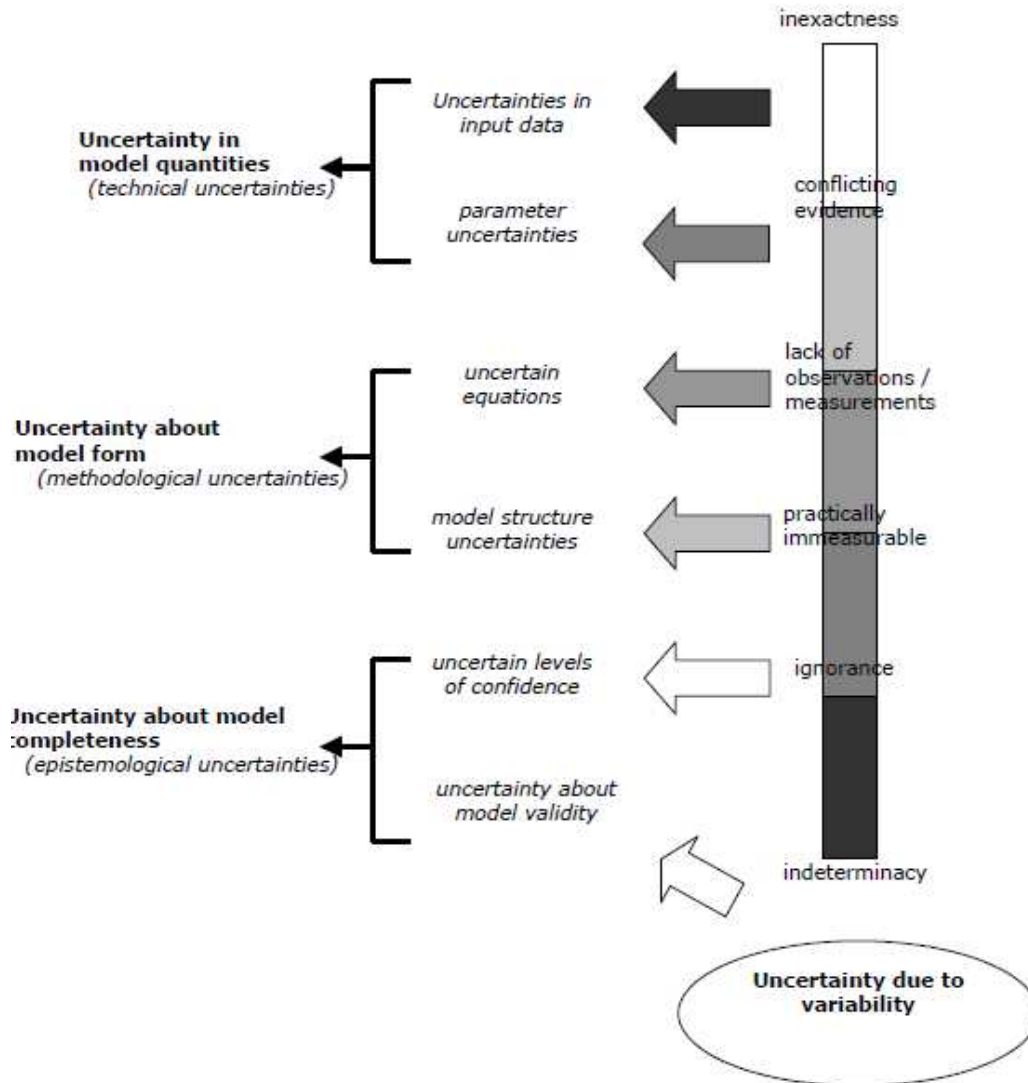 inexactness
Uncertainties in
input data
Uncertainty in
model quantities
(technical uncertainties)
conflicting
evidence
parameter
uncertainties
lack of
observations /
measurements
uncertain
equations
Uncertainty about
model form
(methodological uncertainties)
model structure
uncertainties
practically
immeasurable
uncertain levels
of confidence
ignorance
Uncertainty about model
completeness
(epistemological uncertainties)
uncertainty about
model validity
indeterminacy
Uncertainty due to
variability